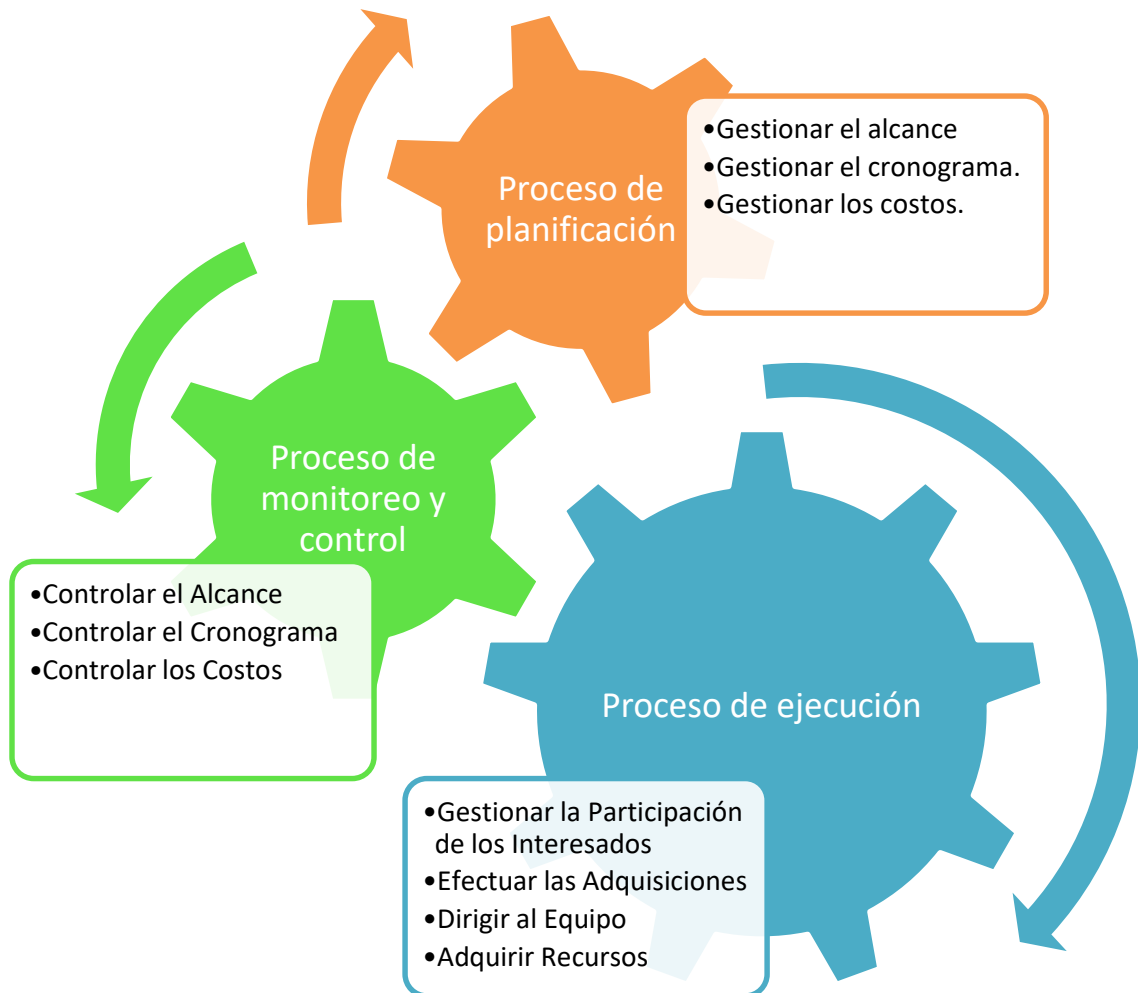 Proceso de
planificación
•Gestionar el alcance
•Gestionar el cronograma.
•Gestionar los costos.
Proceso de
monitoreo y
control
•Controlar el Alcance
•Controlar el Cronograma
•Controlar los Costos
Proceso de ejecución
•Gestionar la Participación
de los Interesados
•Efectuar las Adquisiciones
•Dirigir al Equipo
•Adquirir Recursos